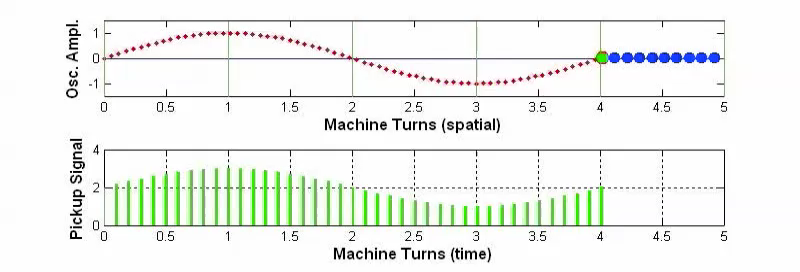 Osc. Ampl.
1
0
-1
0 0.5 1 1.5 2 2.5 3 3.5 4 4.5 5
Machine Turns (spatial)
Pickup Signal
4
2
0
0 0.5 1 1.5 2 2.5 3 3.5 4 4.5 5
Machine Turns (time)